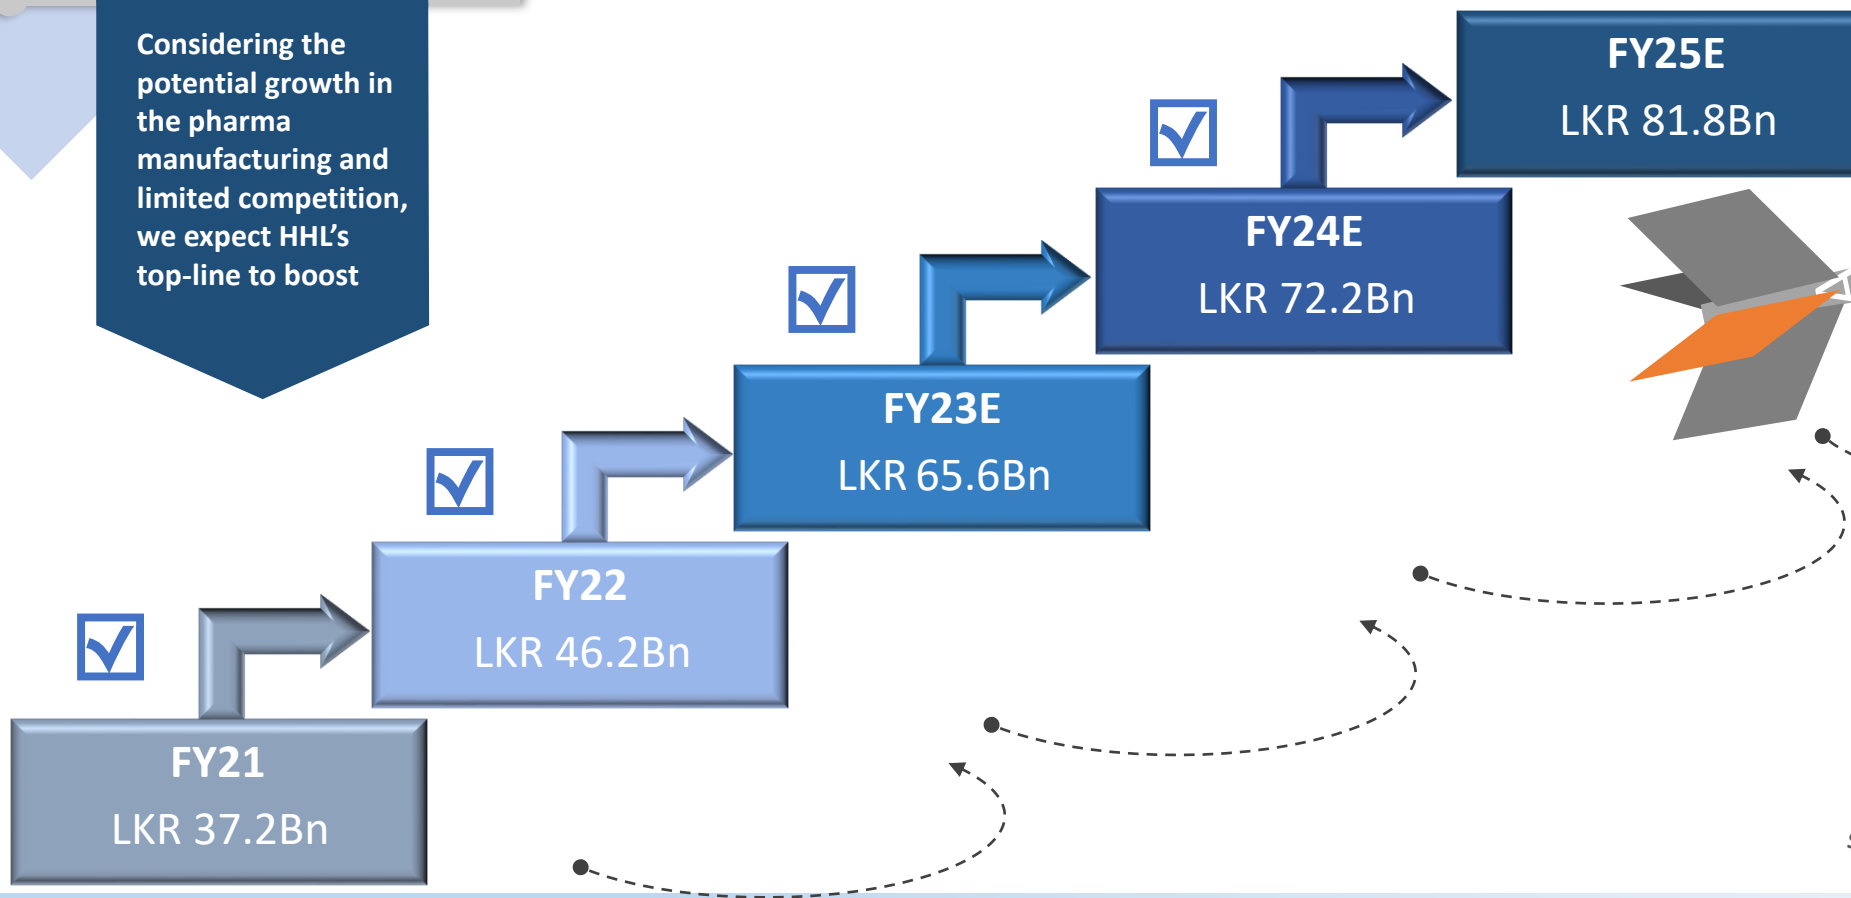 Considering the
potential growth in
the pharma
manufacturing and
limited competition,
we expect HHL's
top-line to boost
FY25E
LKR 81.8Bn
FY24E
LKR 72.2Bn
FY23E
LKR 65.6Bn
FY22
LKR 46.2Bn
FY21
LKR 37.2Bn